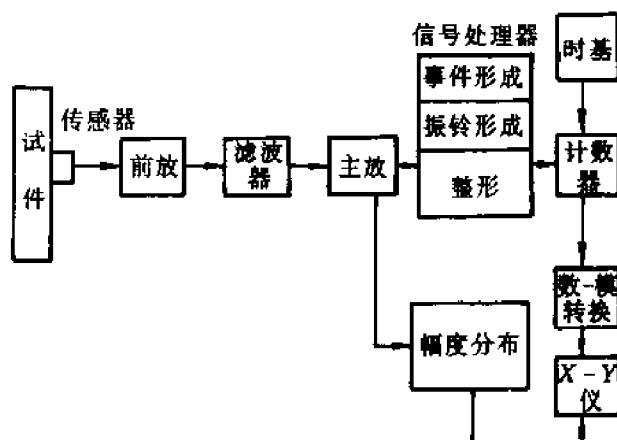 信号处理器
时基
事件形成
振铃形成
整形
试
件
传感器
前放
滤波
器
主放
计数
器
数-模
转换
幅度分布
X-Y
仪